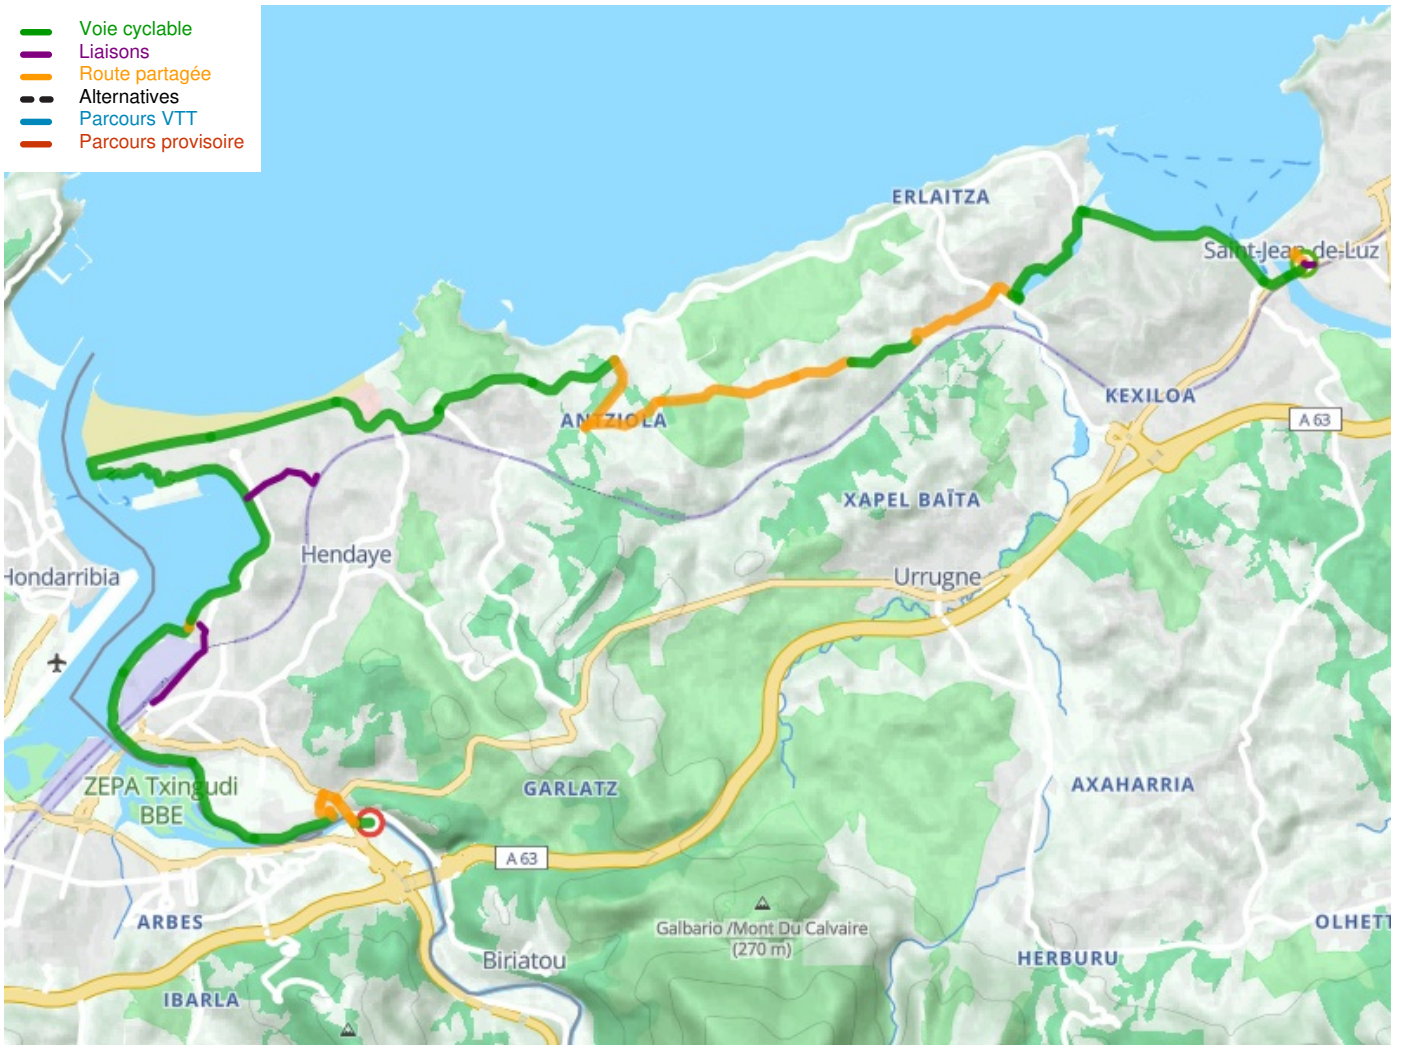 Voie cyclable
Liaisons
Route partagée
Alternatives
Parcours VTT
Parcours provisoire
ERLAITZA
Saint-Jean-de-Luz
KEXILOA
A 63
ANTZIOLA
XAPEL BAÏTA
Hendaye
Hondarribia
Urrugne
ZEPA Txingudi
BBE
GARLATZ
AXAHARRIA
A 63
ARBES
Galbario /Mont Du Calvaire
(270 m)
OLHETT
Biriatou
HERBURU
IBARLA